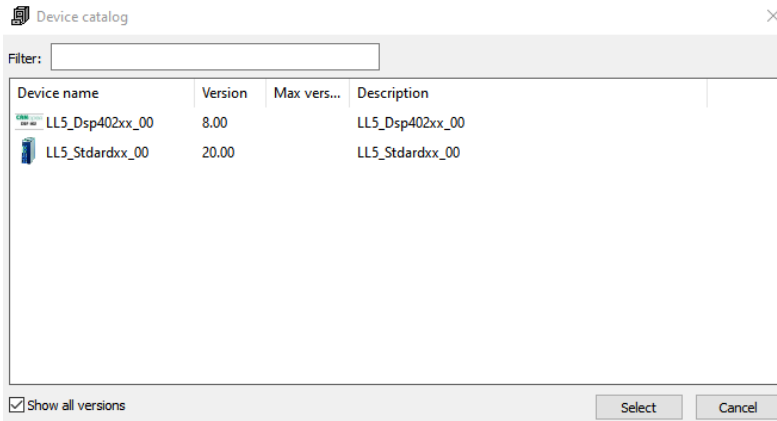 Device catalog
Filter:
Device name Version Max vers... Description
LL5_Dsp402xx_00 8.00 LL5_Dsp402xx_00
LL5_Stdardxx_00 20.00 LL5_Stdardxx_00
Show all versions Select Cancel